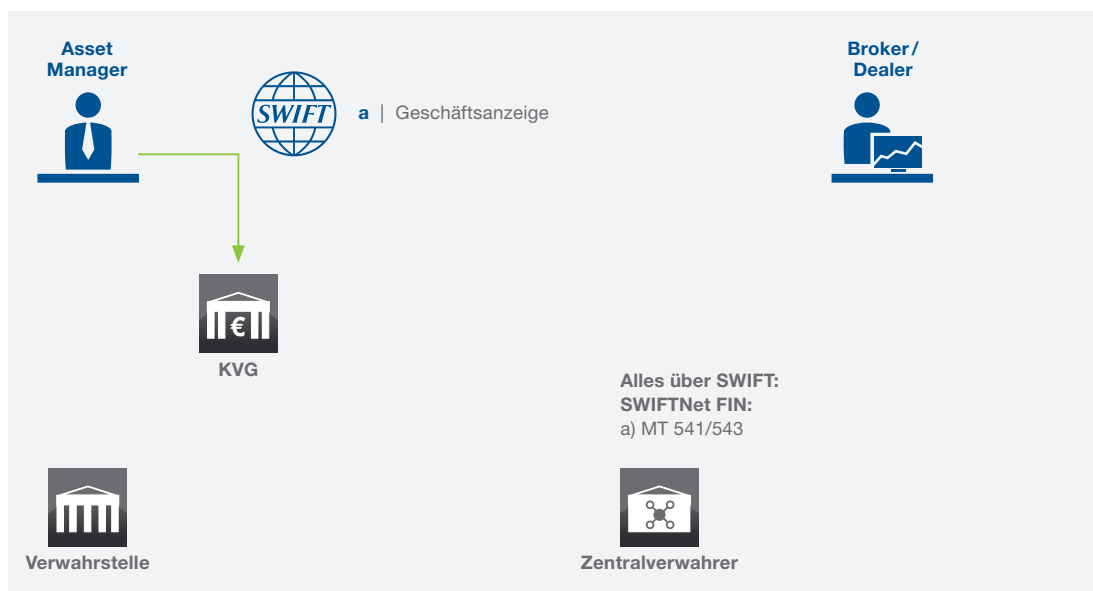 Asset
Manager
Broker/
Dealer
SWIFT
a | Geschäftsanzeige
€
KVG
Alles über SWIFT:
SWIFTNet FIN:
a) MT 541/543
Verwahrstelle
Zentralverwahrer